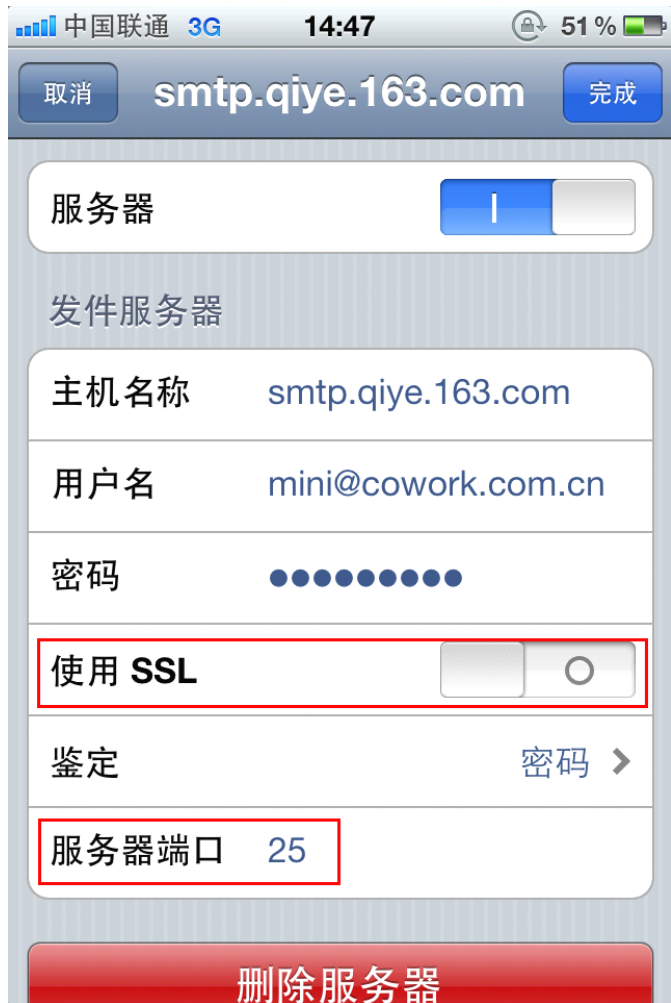 中国联通 3G 14:47 51%
取消 smtp.qiye.163.com 完成
服务器
发件服务器
主机名称 smtp.qiye.163.com
用户名 mini@cowork.com.cn
密码 ●●●●●●●●●
使用 SSL
鉴定 密码
服务器端口 25
删除服务器